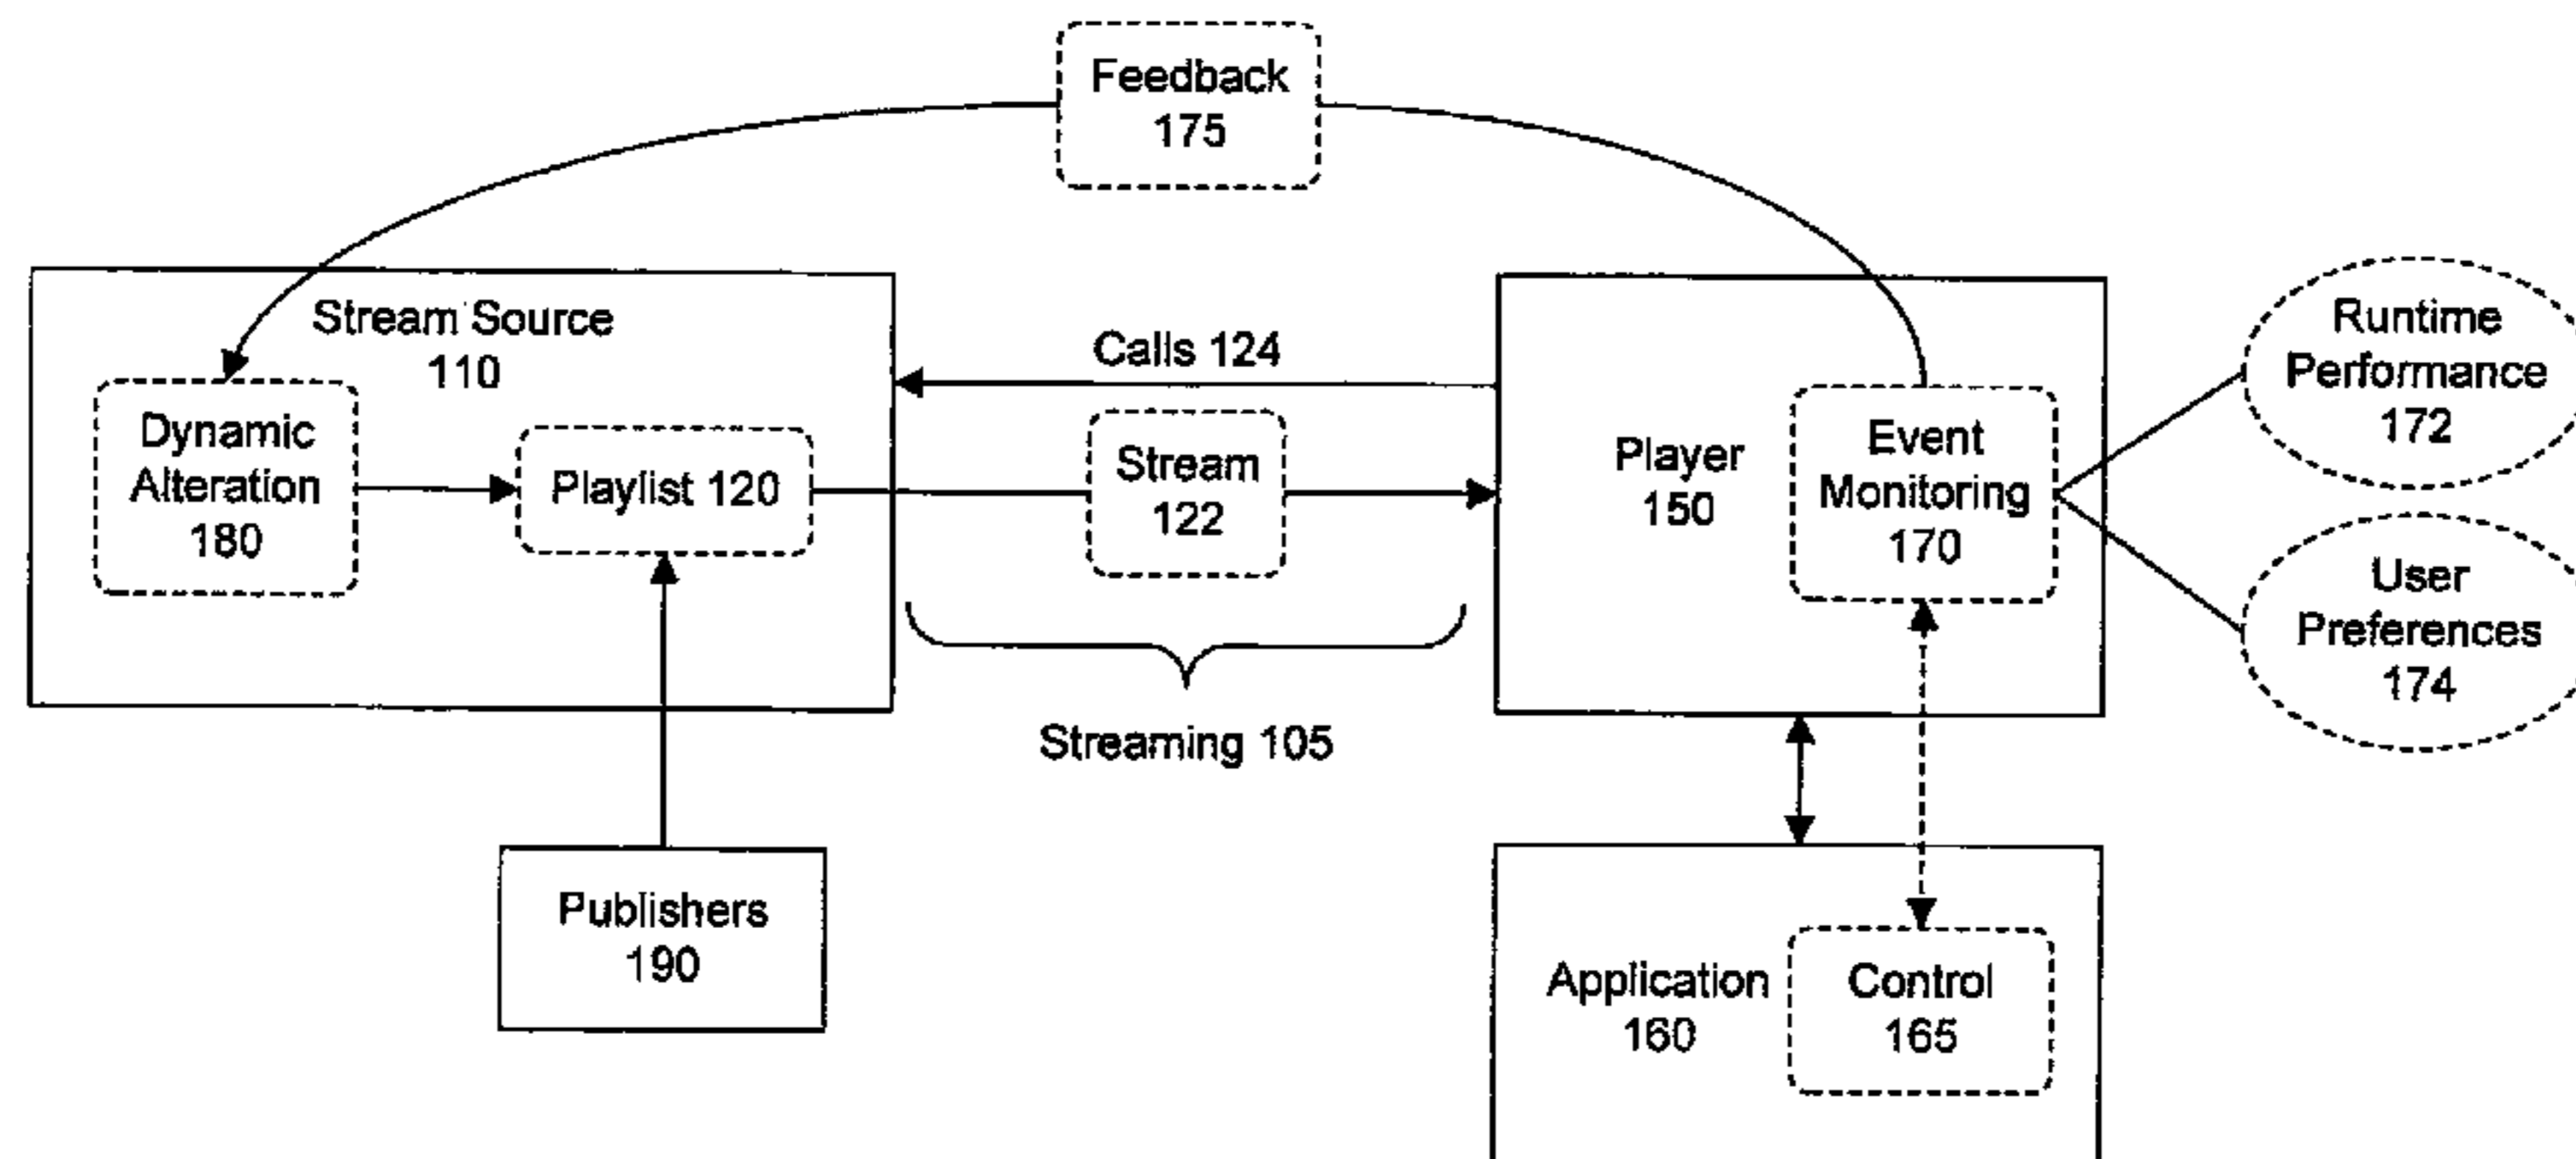 Feedback
175
Stream Source
110
Calls 124
Runtime
Performance
172
Dynamic
Alteration
180
Playlist 120
Stream
122
Player
150
Event
Monitoring
170
User
Preferences
174
Streaming 105
Publishers
190
Application
160
Control
165